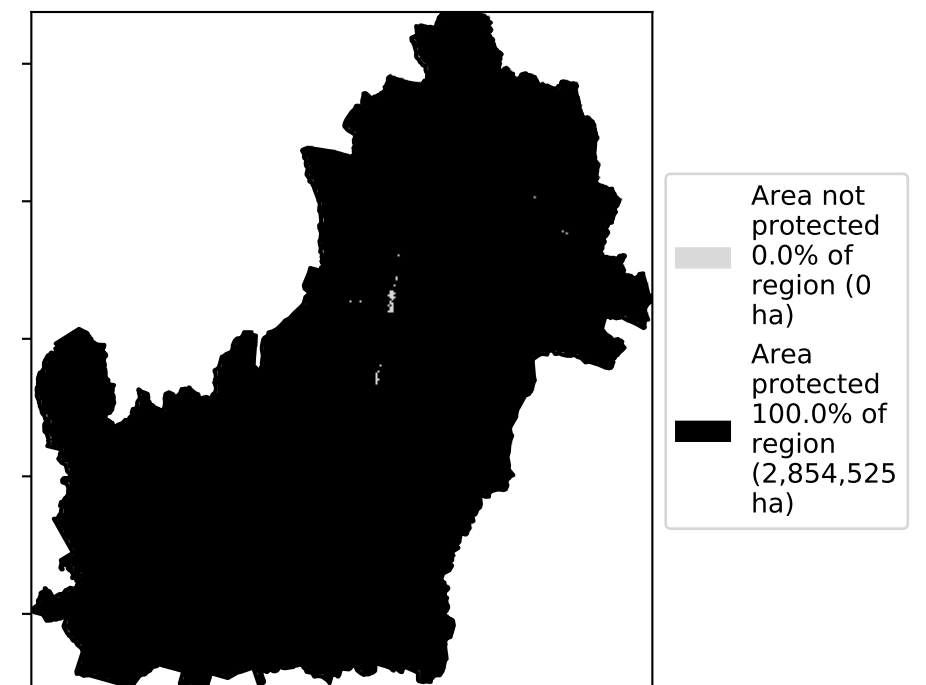 Area not
protected
0.0% of
region (0
ha)
Area
protected
100.0% of
region
(2,854,525
ha)